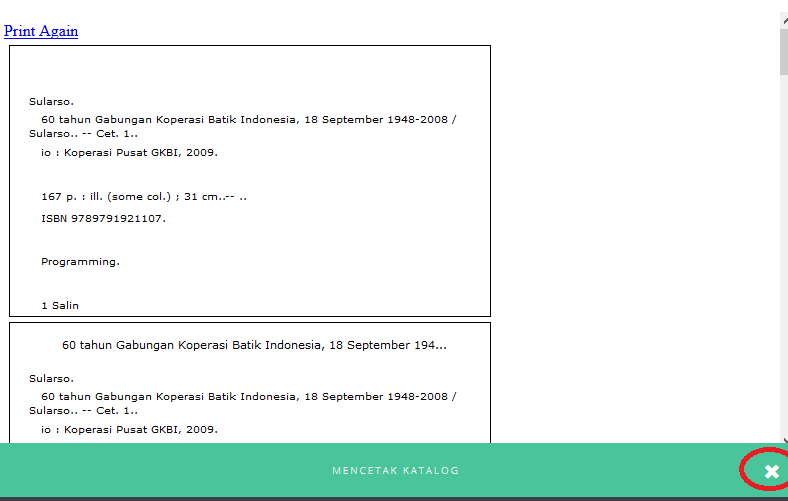 Print Again
Sularso.
60 tahun Gabungan Koperasi Batik Indonesia, 18 September 1948-2008 /
Sularso.. -- Cet. 1..
io : Koperasi Pusat GKBI, 2009.
167 p. : ill. (some col.) ; 31 cm..-- ..
ISBN 9789791921107.
Programming.
1 Salin
60 tahun Gabungan Koperasi Batik Indonesia, 18 September 194...
Sularso.
60 tahun Gabungan Koperasi Batik Indonesia, 18 September 1948-2008 /
Sularso.. -- Cet. 1..
io : Koperasi Pusat GKBI, 2009.
MENCETAK KATALOG